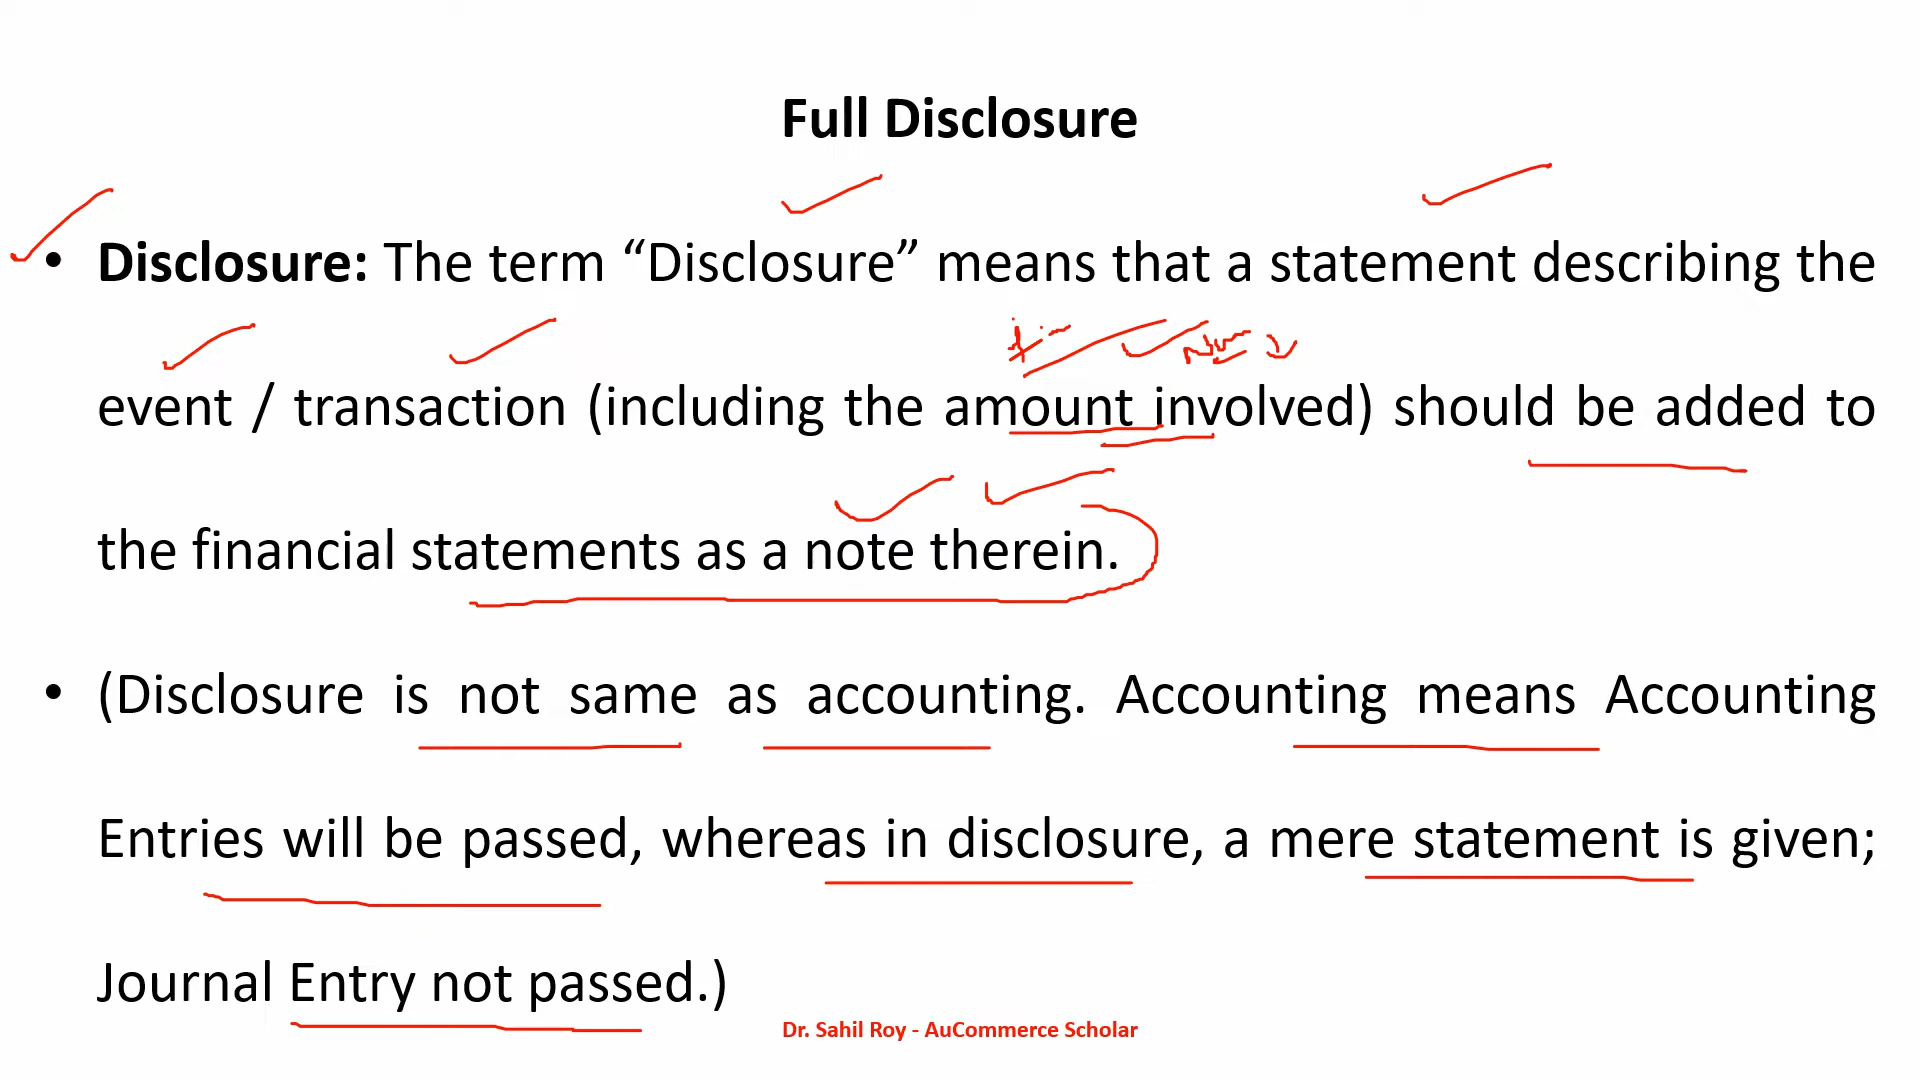 Full Disclosure
• Disclosure: The term “Disclosure” means that a statement describing the
event / transaction (including the amount involved) should be added to
the financial statements as a note therein.
• (Disclosure is not same as accounting. Accounting means Accounting
Entries will be passed, whereas in disclosure, a mere statement is given;
Journal Entry not passed.)
Dr. Sahil Roy - AuCommerce Scholar